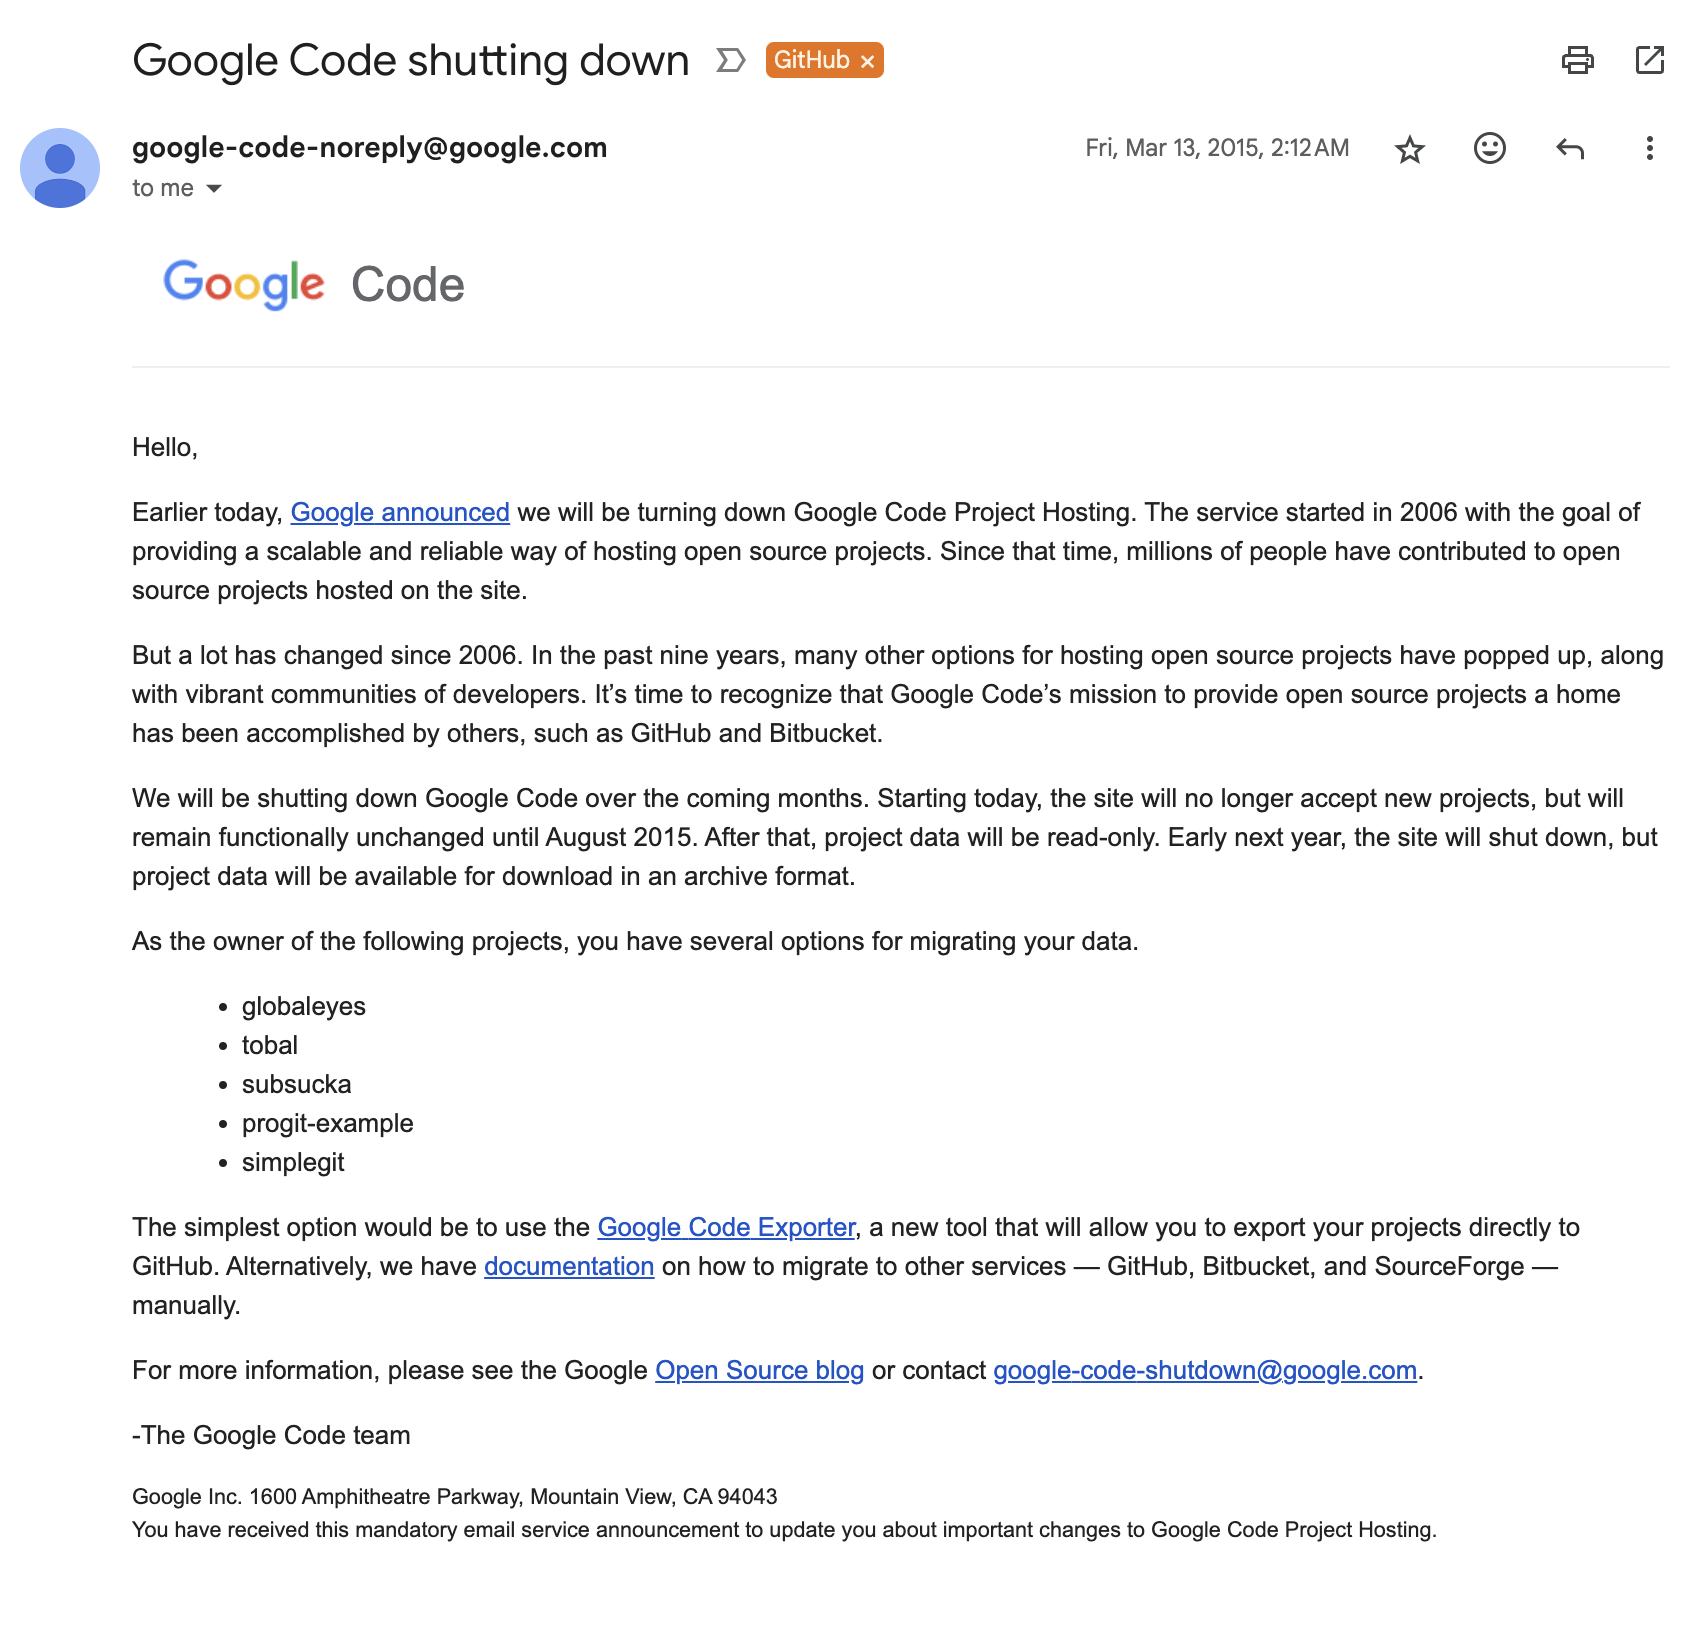 Google Code shutting down GitHub ×
google-code-noreply@google.com Fri, Mar 13, 2015, 2:12 AM
to me
Google Code
Hello,
Earlier today, Google announced we will be turning down Google Code Project Hosting. The service started in 2006 with the goal of
providing a scalable and reliable way of hosting open source projects. Since that time, millions of people have contributed to open
source projects hosted on the site.
But a lot has changed since 2006. In the past nine years, many other options for hosting open source projects have popped up, along
with vibrant communities of developers. It’s time to recognize that Google Code’s mission to provide open source projects a home
has been accomplished by others, such as GitHub and Bitbucket.
We will be shutting down Google Code over the coming months. Starting today, the site will no longer accept new projects, but will
remain functionally unchanged until August 2015. After that, project data will be read-only. Early next year, the site will shut down, but
project data will be available for download in an archive format.
As the owner of the following projects, you have several options for migrating your data.
• globaleyes
• tobal
• subsucka
• progit-example
• simplegit
The simplest option would be to use the Google Code Exporter, a new tool that will allow you to export your projects directly to
GitHub. Alternatively, we have documentation on how to migrate to other services — GitHub, Bitbucket, and SourceForge —
manually.
For more information, please see the Google Open Source blog or contact google-code-shutdown@google.com.
-The Google Code team
Google Inc. 1600 Amphitheatre Parkway, Mountain View, CA 94043
You have received this mandatory email service announcement to update you about important changes to Google Code Project Hosting.